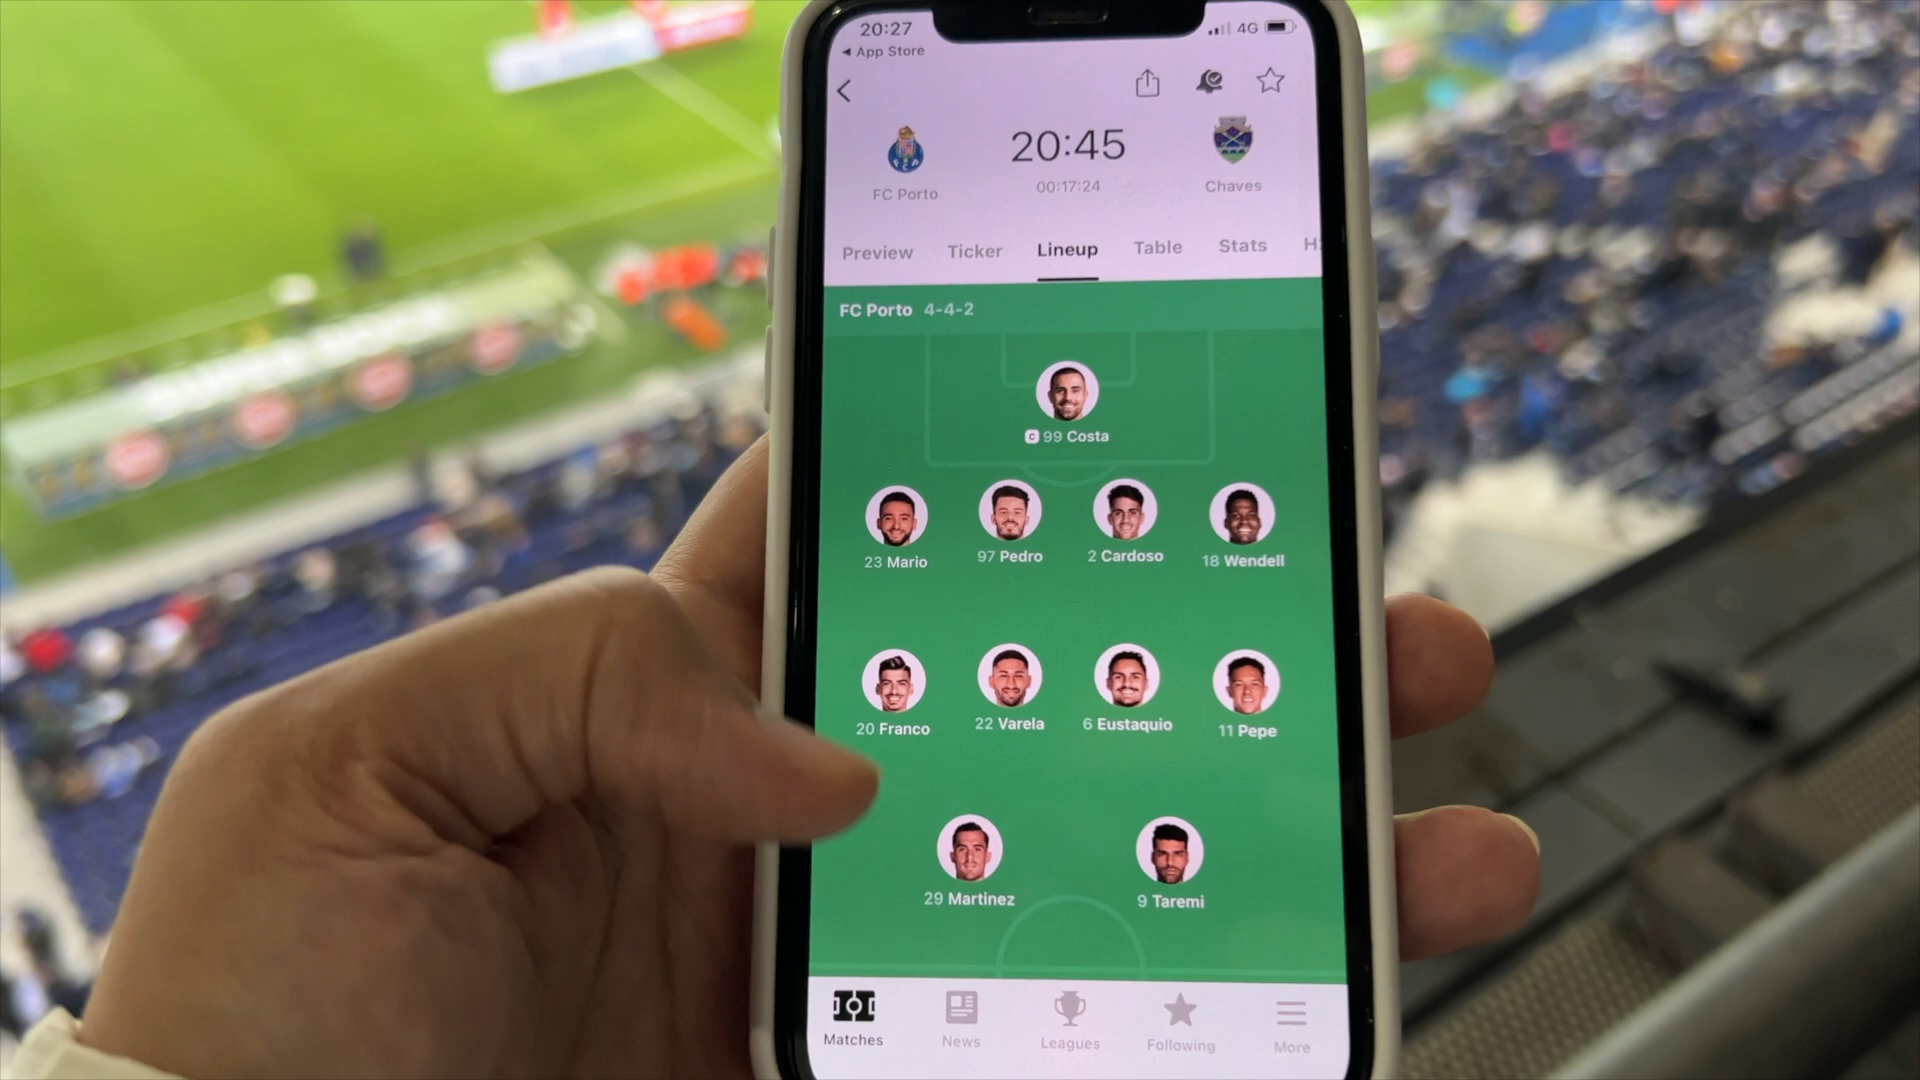 20:27
4G
◀ App Store
20:45
00:17:24
FC Porto
Chaves
Preview Ticker Lineup Table Stats H
FC Porto 4-4-2
C 99 Costa
23 Mario 97 Pedro 2 Cardoso 18 Wendell
20 Franco 22 Varela 6 Eustaquio 11 Pepe
29 Martinez 9 Taremi
Matches News Leagues Following More